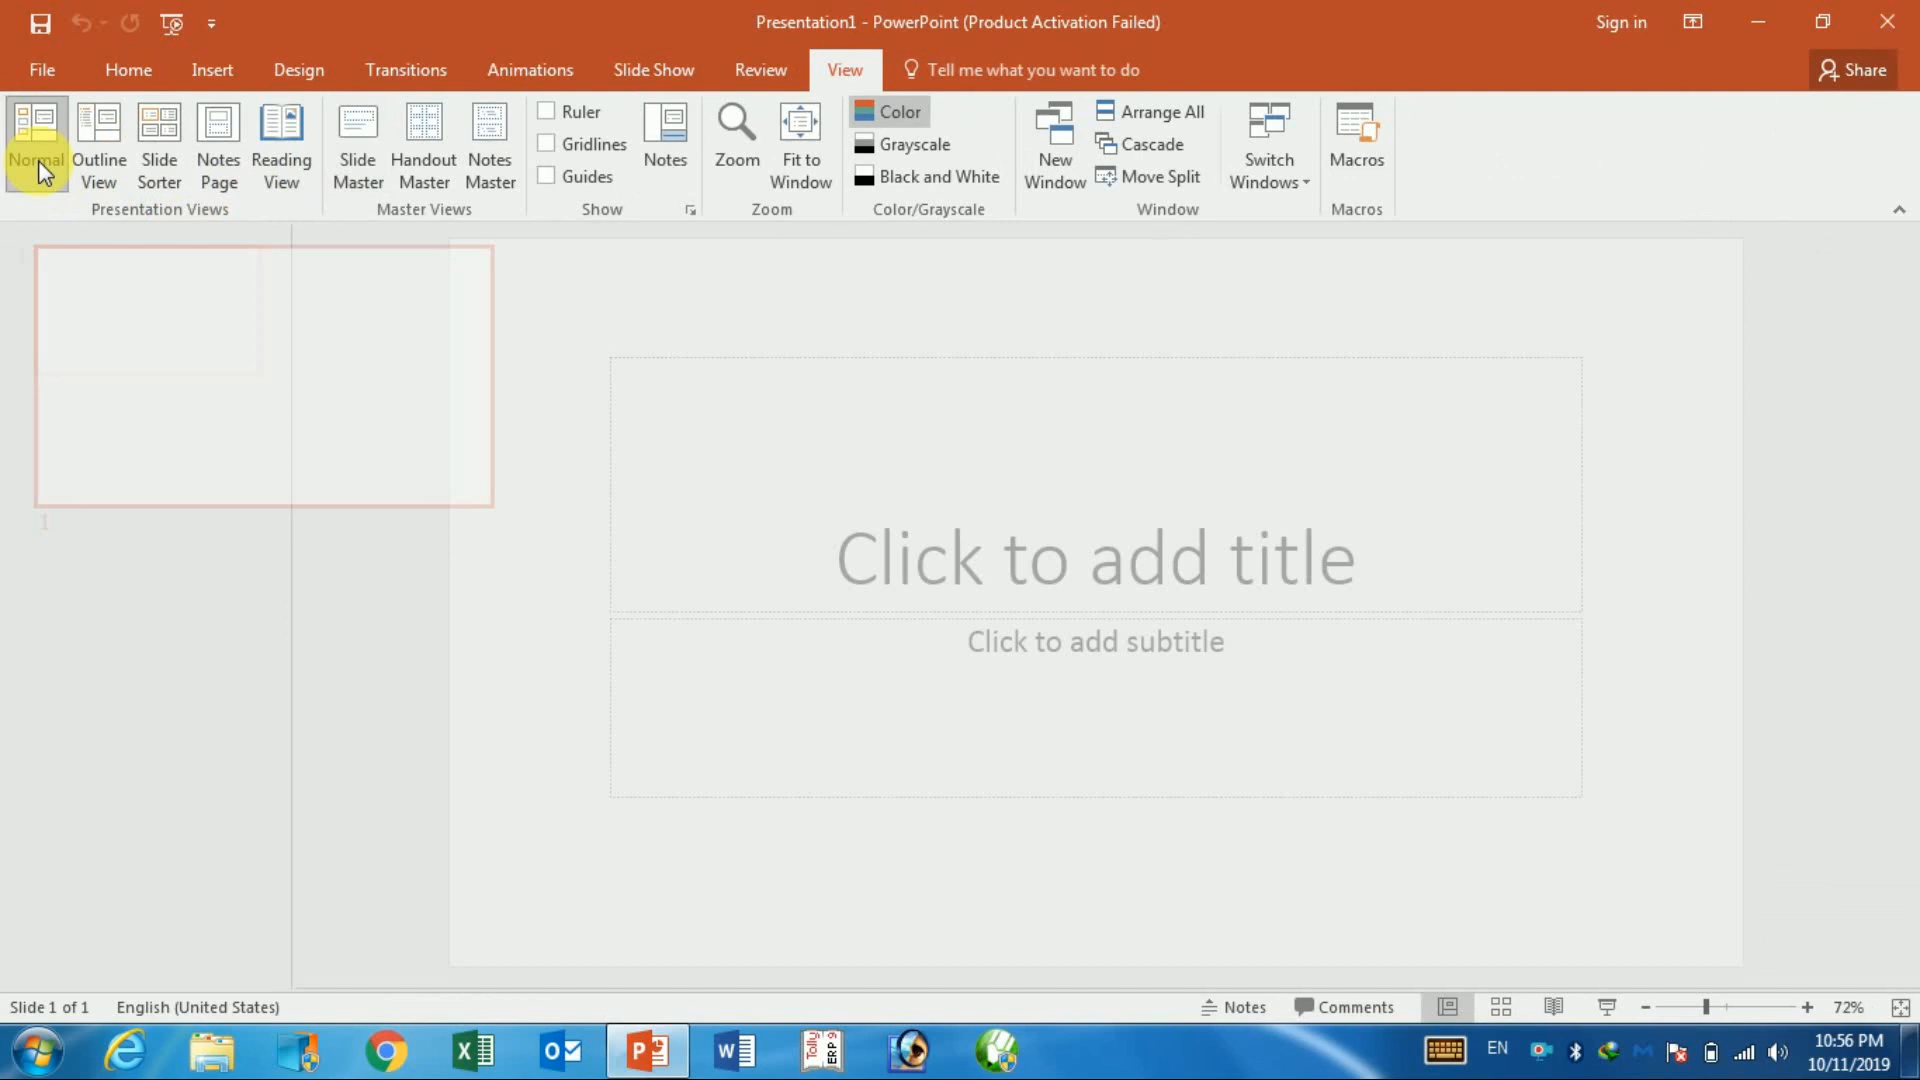 Presentation1 - PowerPoint (Product Activation Failed)
Sign in
File Home Insert Design Transitions Animations Slide Show Review View Tell me what you want to do Share
Normal
Outline View
Slide Sorter
Notes Page
Reading View
Presentation Views
Slide Master
Handout Master
Notes Master
Master Views
Ruler
Gridlines
Guides
Show
Notes
Zoom
Fit to Window
Zoom
Color
Grayscale
Black and White
Color/Grayscale
New Window
Arrange All
Cascade
Move Split
Switch Windows
Window
Macros
Macros
1
Click to add title
Click to add subtitle
Slide 1 of 1 English (United States) Notes Comments 72%
Tally ERP 9
EN
10:56 PM
10/11/2019